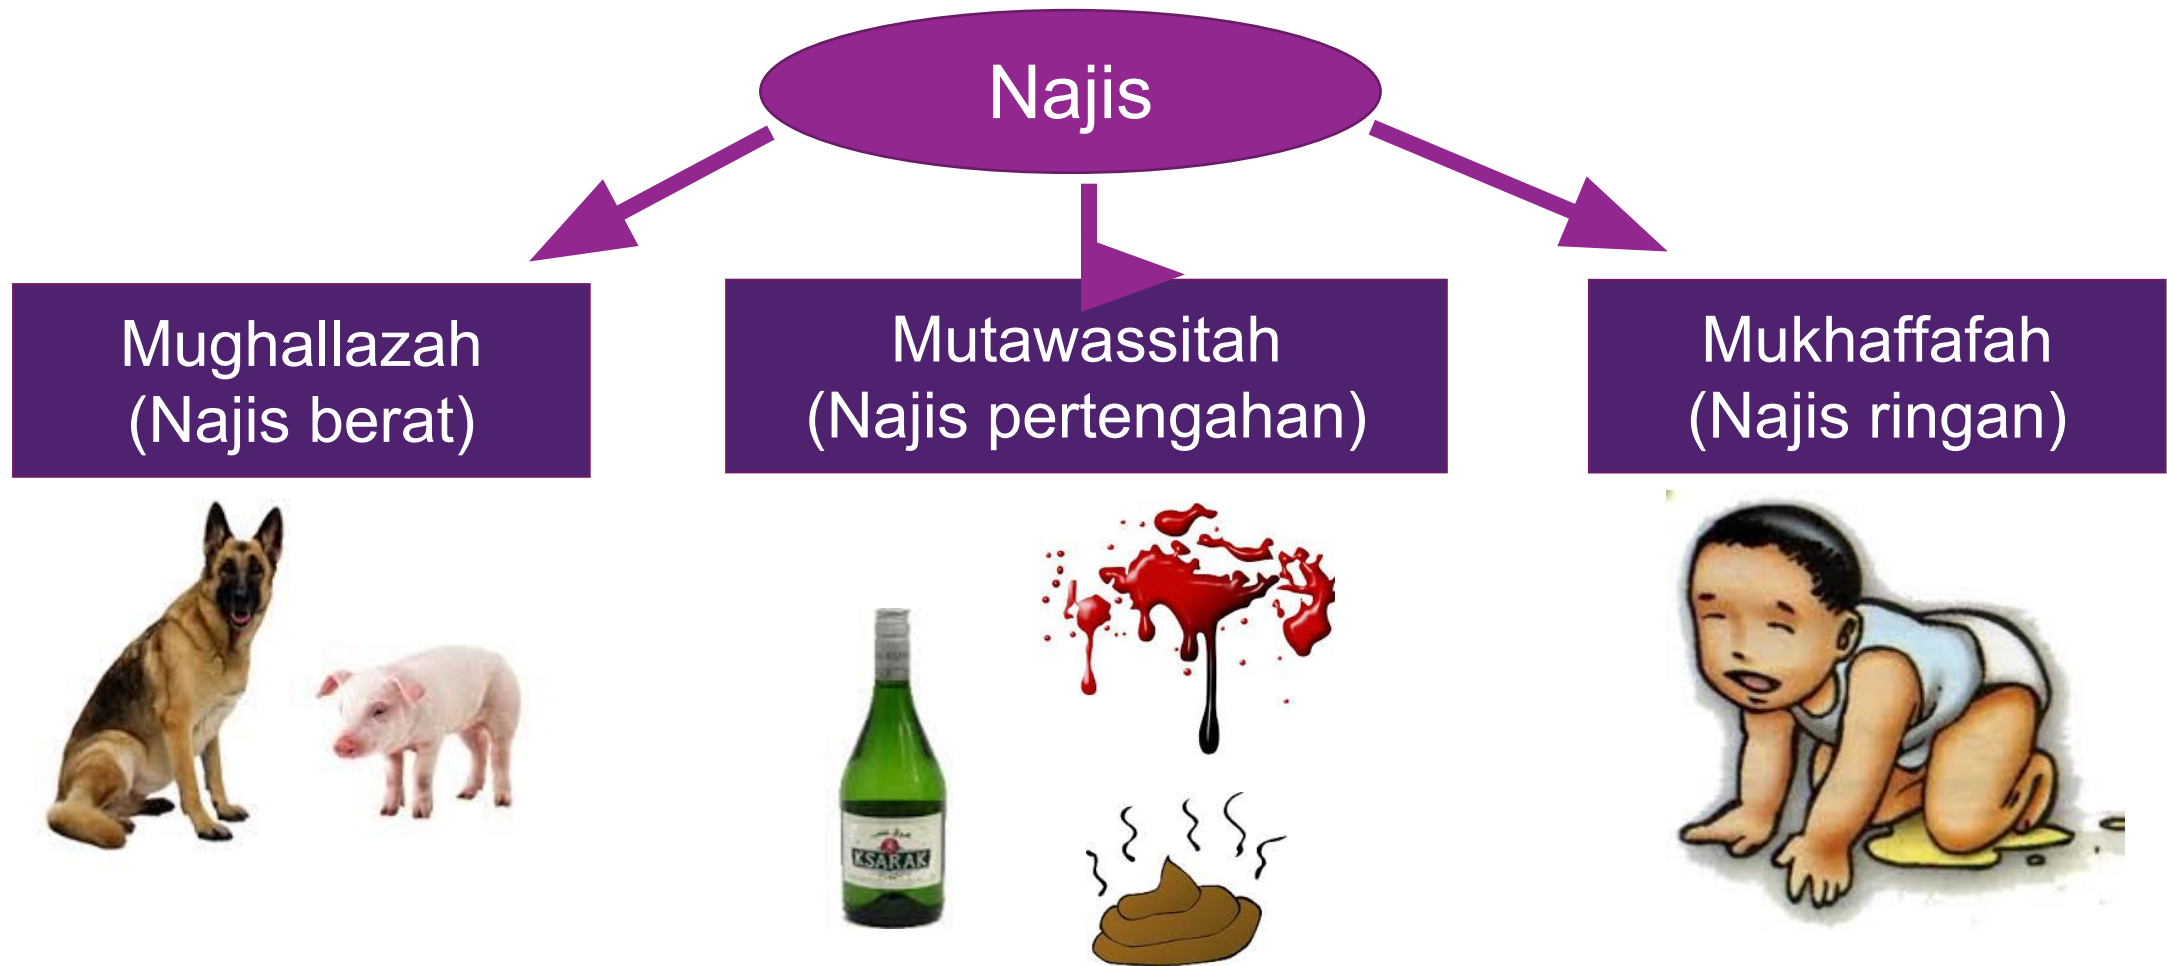 Najis
Mughallazah
(Najis berat)
Mutawassitah
(Najis pertengahan)
Mukhaffafah
(Najis ringan)
KSARAK